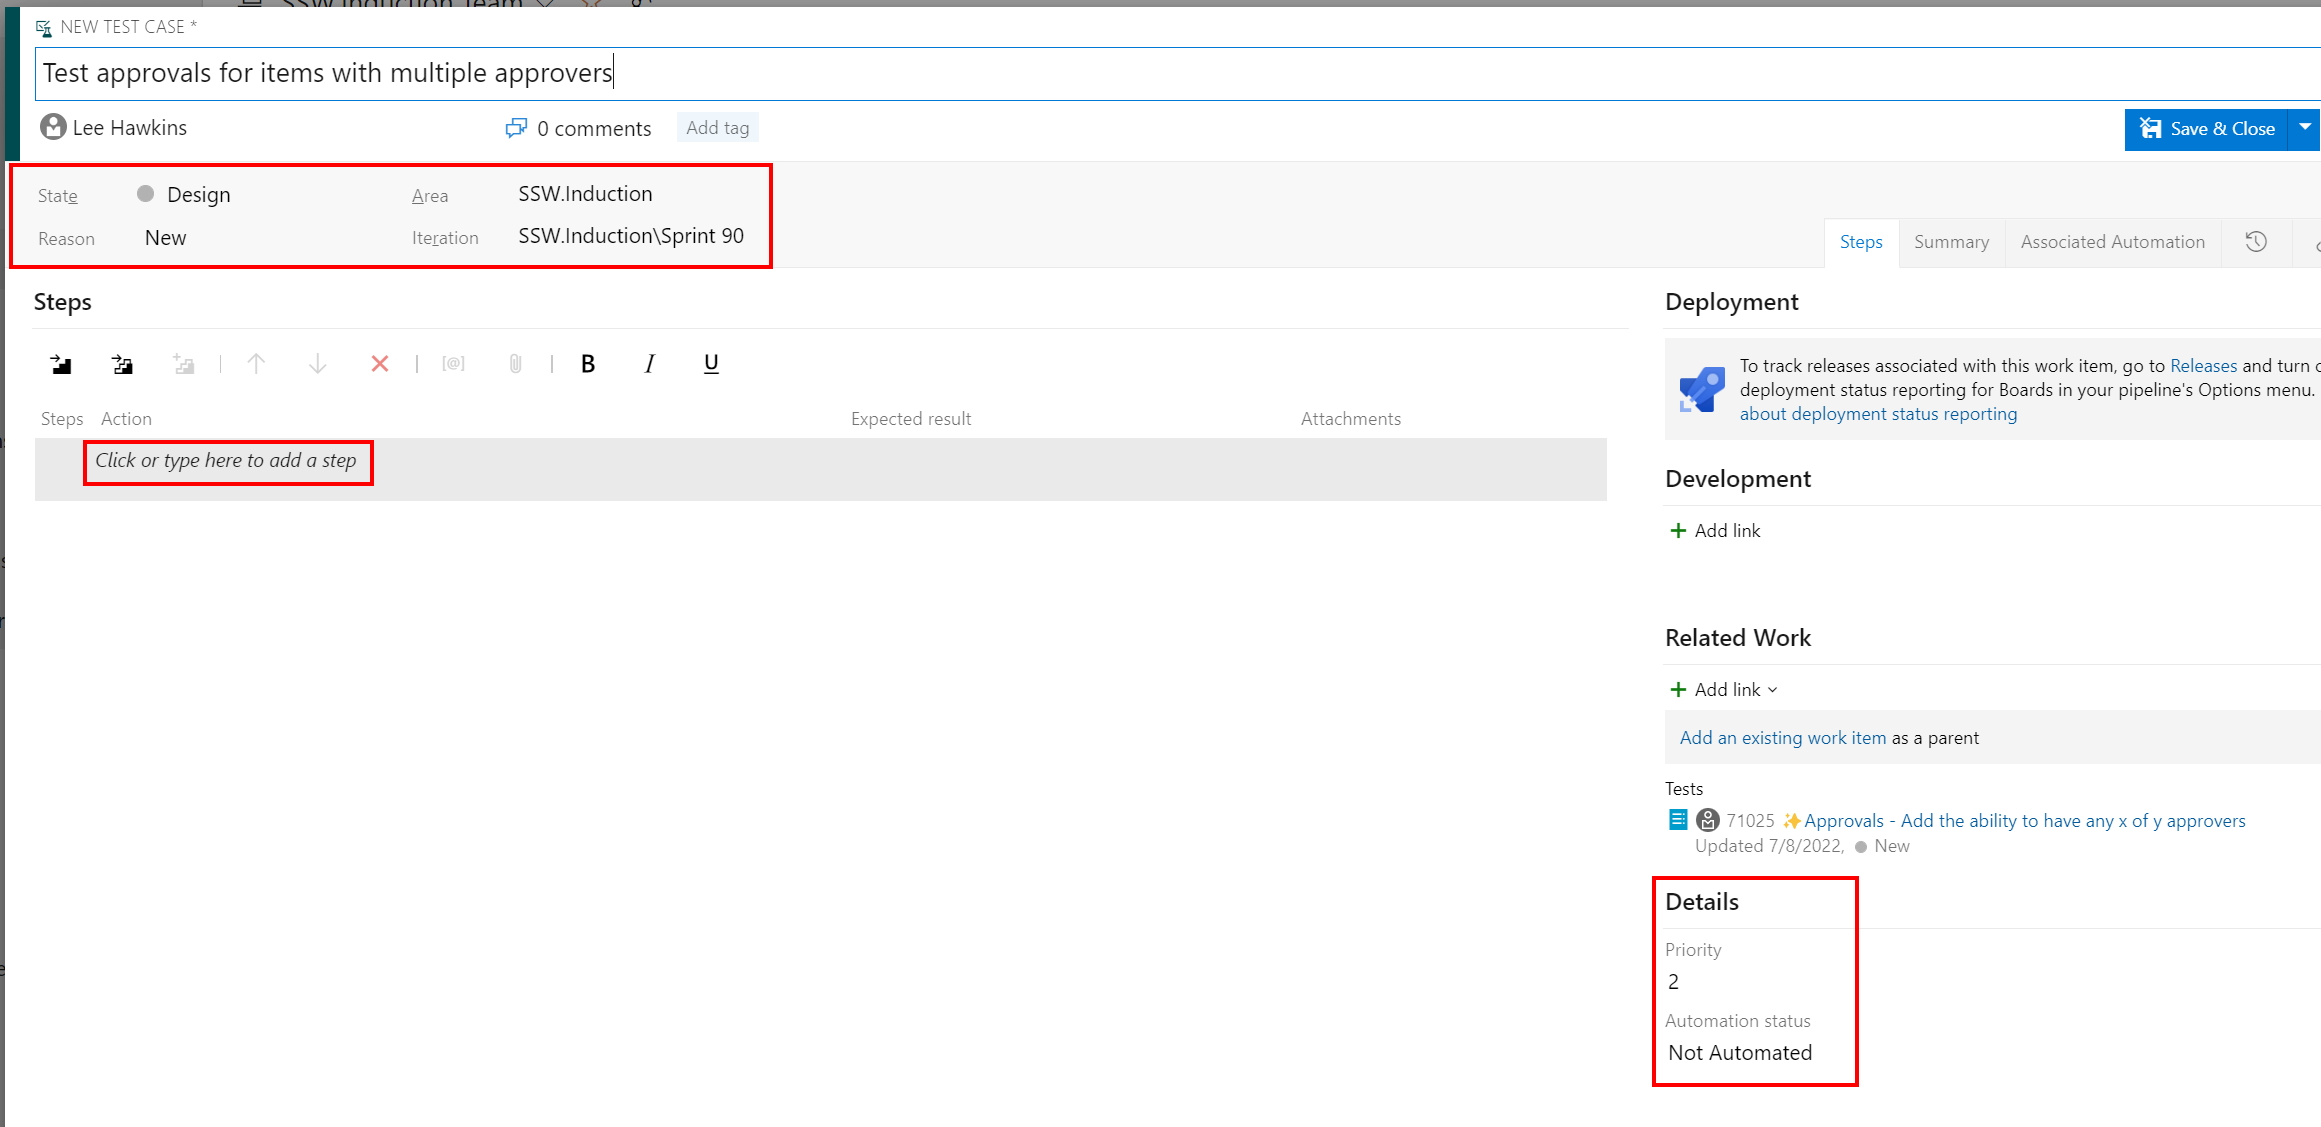 SSW.Induction Team
NEW TEST CASE *
Test approvals for items with multiple approvers
Lee Hawkins
0 comments
Add tag
Save & Close
State Design Area SSW.Induction
Reason New Iteration SSW.Induction\Sprint 90
Steps Summary Associated Automation
Steps
[@] B I U
Steps Action Expected result Attachments
Click or type here to add a step
Deployment
To track releases associated with this work item, go to Releases and turn
deployment status reporting for Boards in your pipeline's Options menu.
about deployment status reporting
Development
+ Add link
Related Work
+ Add link
Add an existing work item as a parent
Tests
71025 ✨Approvals - Add the ability to have any x of y approvers
Updated 7/8/2022, New
Details
Priority
2
Automation status
Not Automated